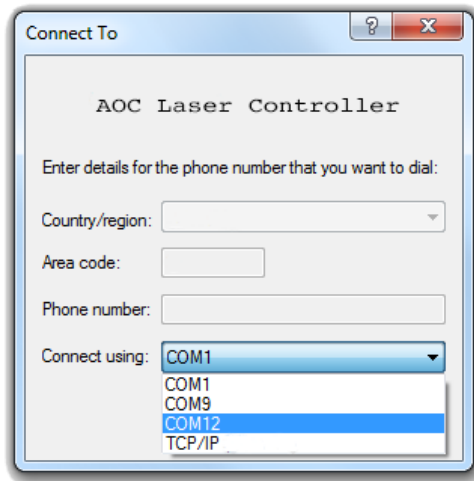 Connect To
AOC Laser Controller
Enter details for the phone number that you want to dial:
Country/region:
Area code:
Phone number:
Connect using: COM1
COM1
COM9
COM12
TCP/IP